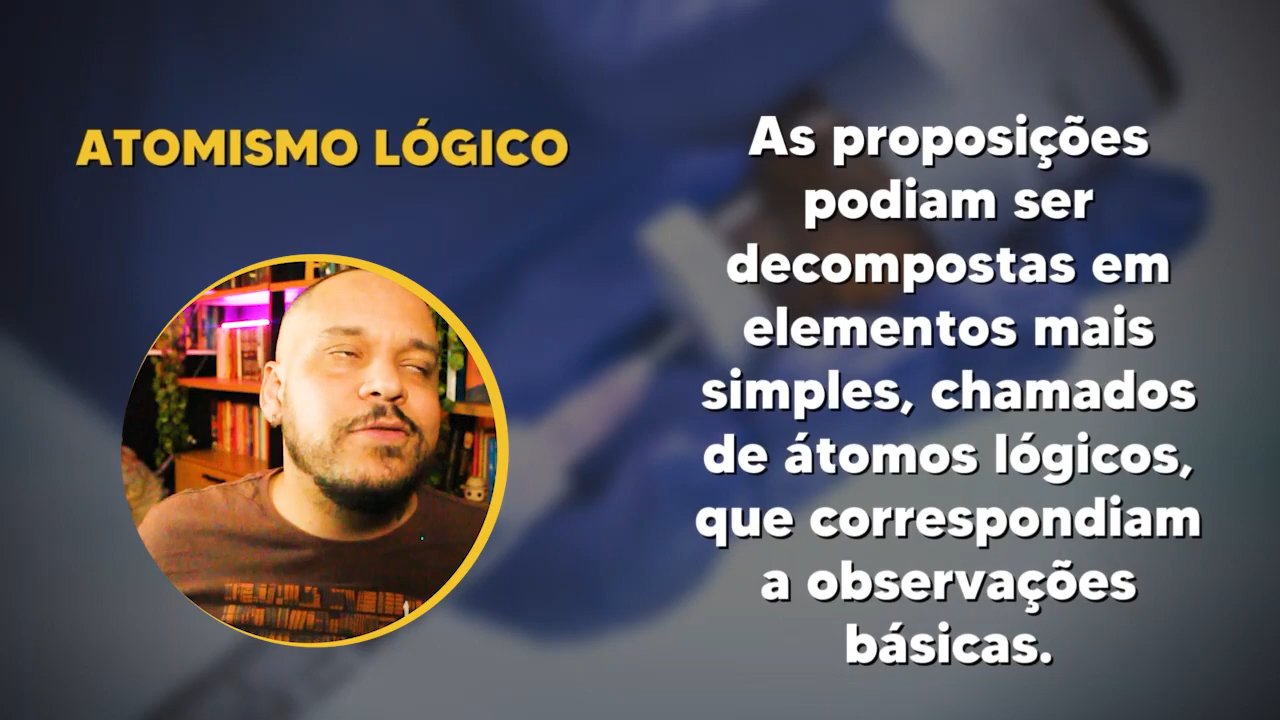 ATOMISMO LÓGICO
As proposições
podiam ser
decompostas em
elementos mais
simples, chamados
de átomos lógicos,
que correspondiam
a observações
básicas.